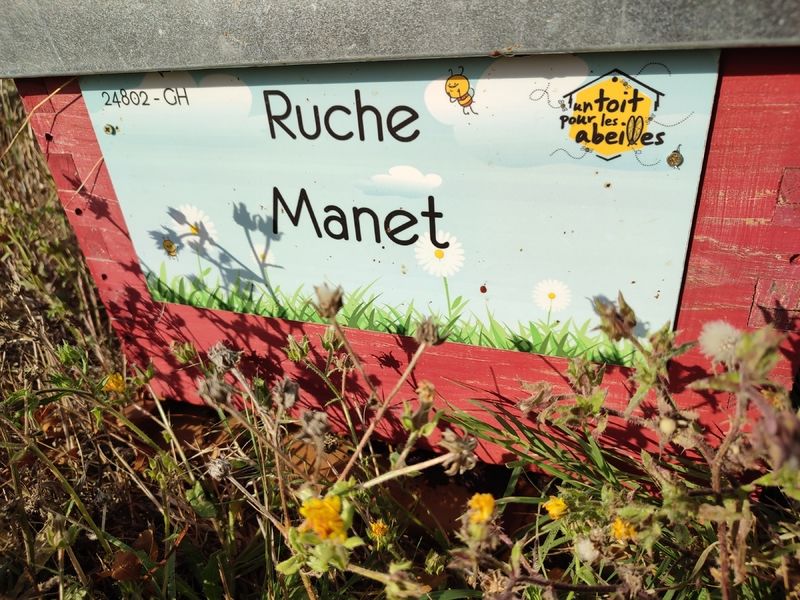 24802 - GH
Ruche
Manet
un toit
pour les
abeilles